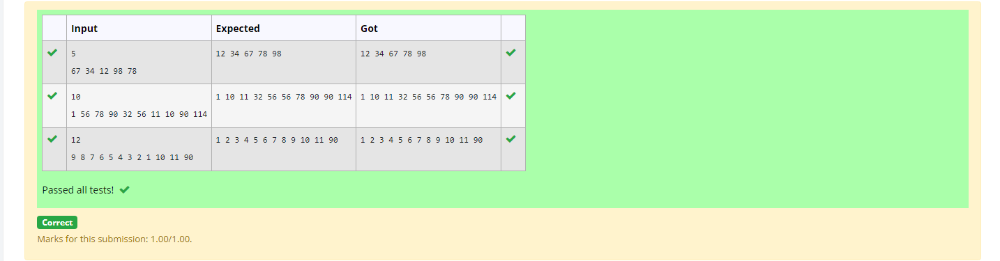 Input Expected Got
5 12 34 67 78 98 12 34 67 78 98
67 34 12 98 78
10 1 10 11 32 56 56 78 90 90 114 1 10 11 32 56 56 78 90 90 114
1 56 78 90 32 56 11 10 90 114
12 1 2 3 4 5 6 7 8 9 10 11 90 1 2 3 4 5 6 7 8 9 10 11 90
9 8 7 6 5 4 3 2 1 10 11 90
Passed all tests!
Correct
Marks for this submission: 1.00/1.00.